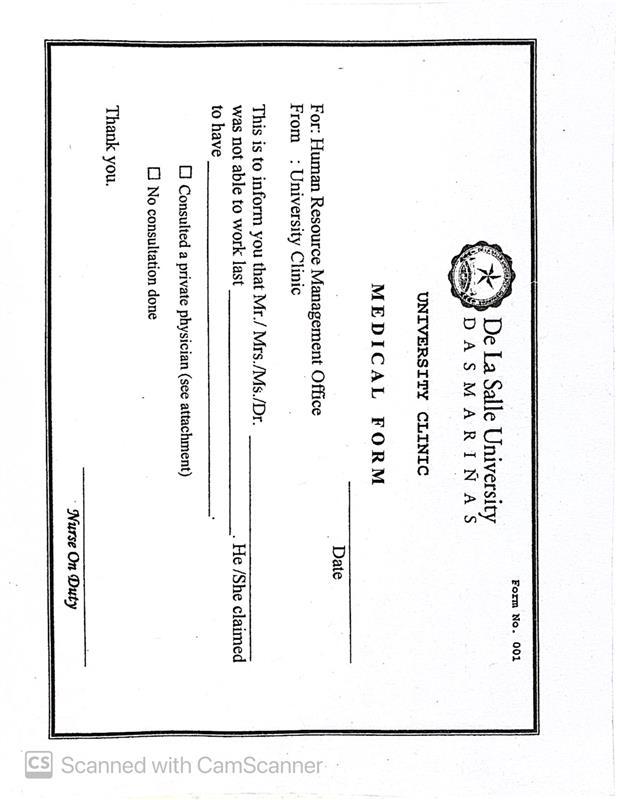 Form No. 001
De La Salle University
DASMARIÑAS
UNIVERSITY CLINIC
MEDICAL FORM
Date
For: Human Resource Management Office
From : University Clinic
This is to inform you that Mr./ Mrs./Ms./Dr.
was not able to work last . He /She claimed
to have .
☐ Consulted a private physician (see attachment)
☐ No consultation done
Thank you.
Nurse On Duty
CS Scanned with CamScanner